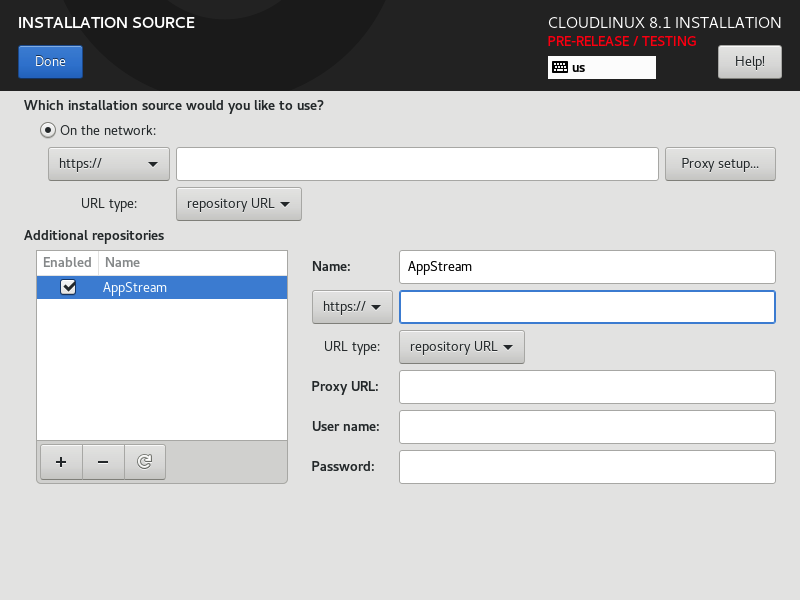 INSTALLATION SOURCE
CLOUDLINUX 8.1 INSTALLATION
PRE-RELEASE / TESTING
Done
us
Help!
Which installation source would you like to use?
On the network:
https://
Proxy setup...
URL type:
repository URL
Additional repositories
Enabled Name
AppStream
Name:
AppStream
https://
URL type:
repository URL
Proxy URL:
User name:
Password: